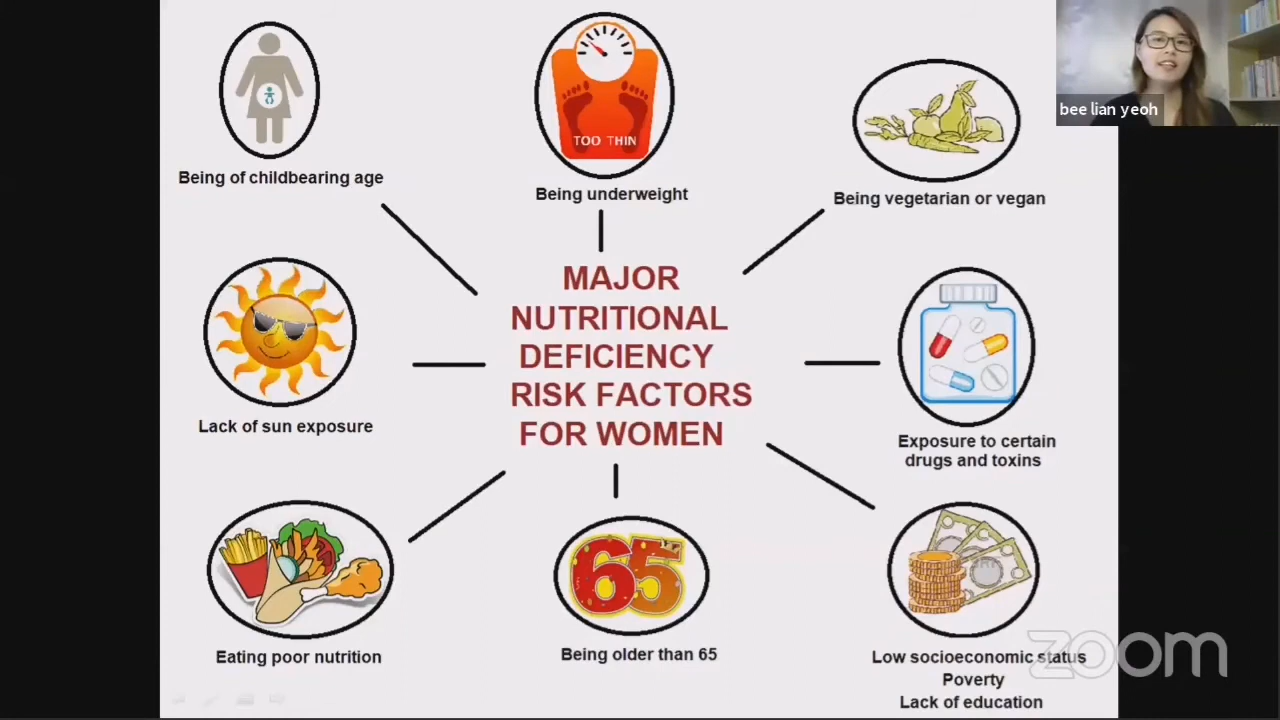 bee lian yeoh
TOO THIN
Being of childbearing age
Being underweight
Being vegetarian or vegan
MAJOR
NUTRITIONAL
DEFICIENCY
RISK FACTORS
FOR WOMEN
Lack of sun exposure
Exposure to certain
drugs and toxins
65
Eating poor nutrition
Being older than 65
Low socioeconomic status
Poverty
Lack of education
zoom